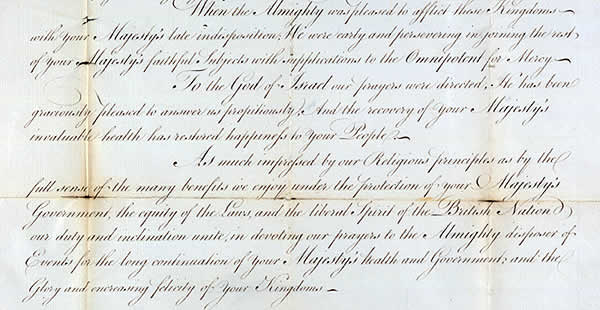 When the Almighty was pleased to afflict these Kingdoms
with your Majesty's late indisposition, We were early and persevering in joining the rest
of your Majesty's faithful Subjects with supplications to the Omnipotent for Mercy—
To the God of Israel our prayers were directed, He has been
graciously pleased to answer us propitiously; And the recovery of your Majesty's
invaluable health has restored happiness to your People.—
As much impressed by our Religious principles as by the
full sense of the many benefits we enjoy under the protection of your Majesty's
Government, the equity of the Laws, and the liberal Spirit of the British Nation
our duty and inclination unite, in devoting our prayers to the Almighty disposer of
Events for the long continuation of your Majesty's health and Government; and the
Glory and encreasing felicity of your Kingdoms—